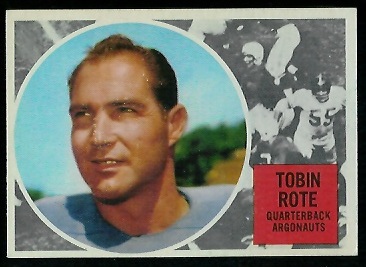 55
TOBIN
ROTE
QUARTERBACK
ARGONAUTS